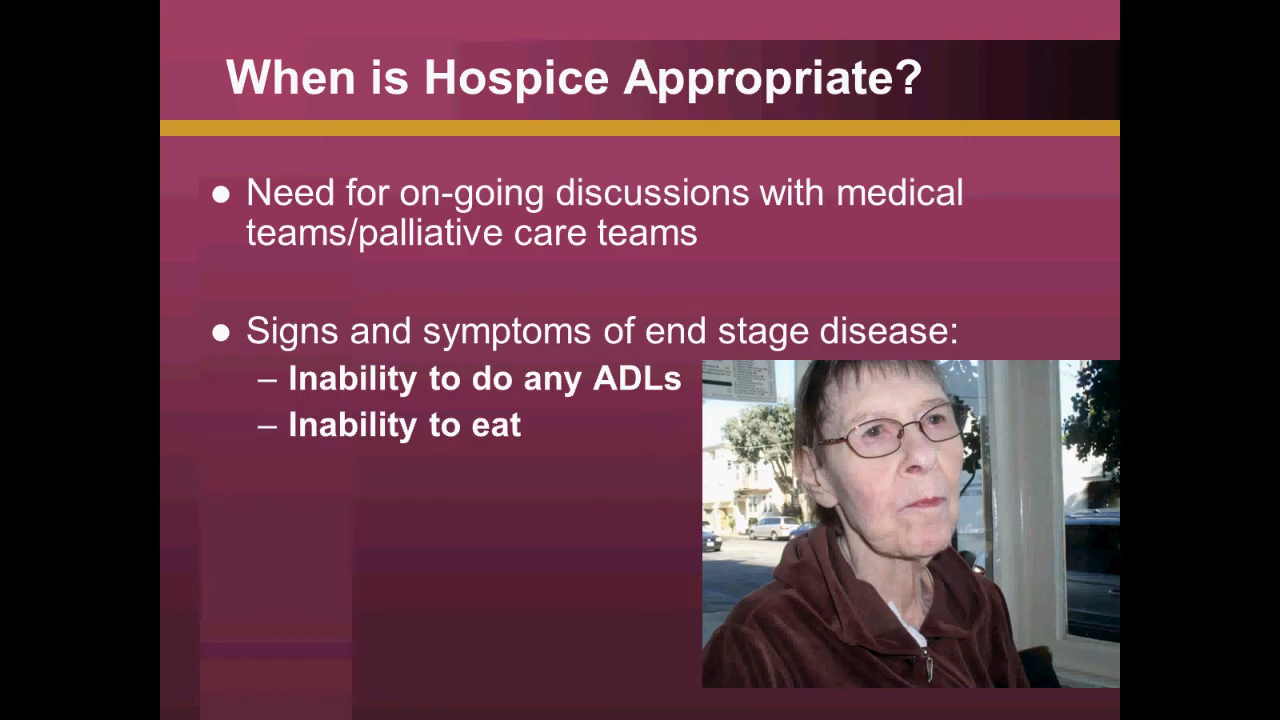 When is Hospice Appropriate?
● Need for on-going discussions with medical
teams/palliative care teams
● Signs and symptoms of end stage disease:
– Inability to do any ADLs
– Inability to eat